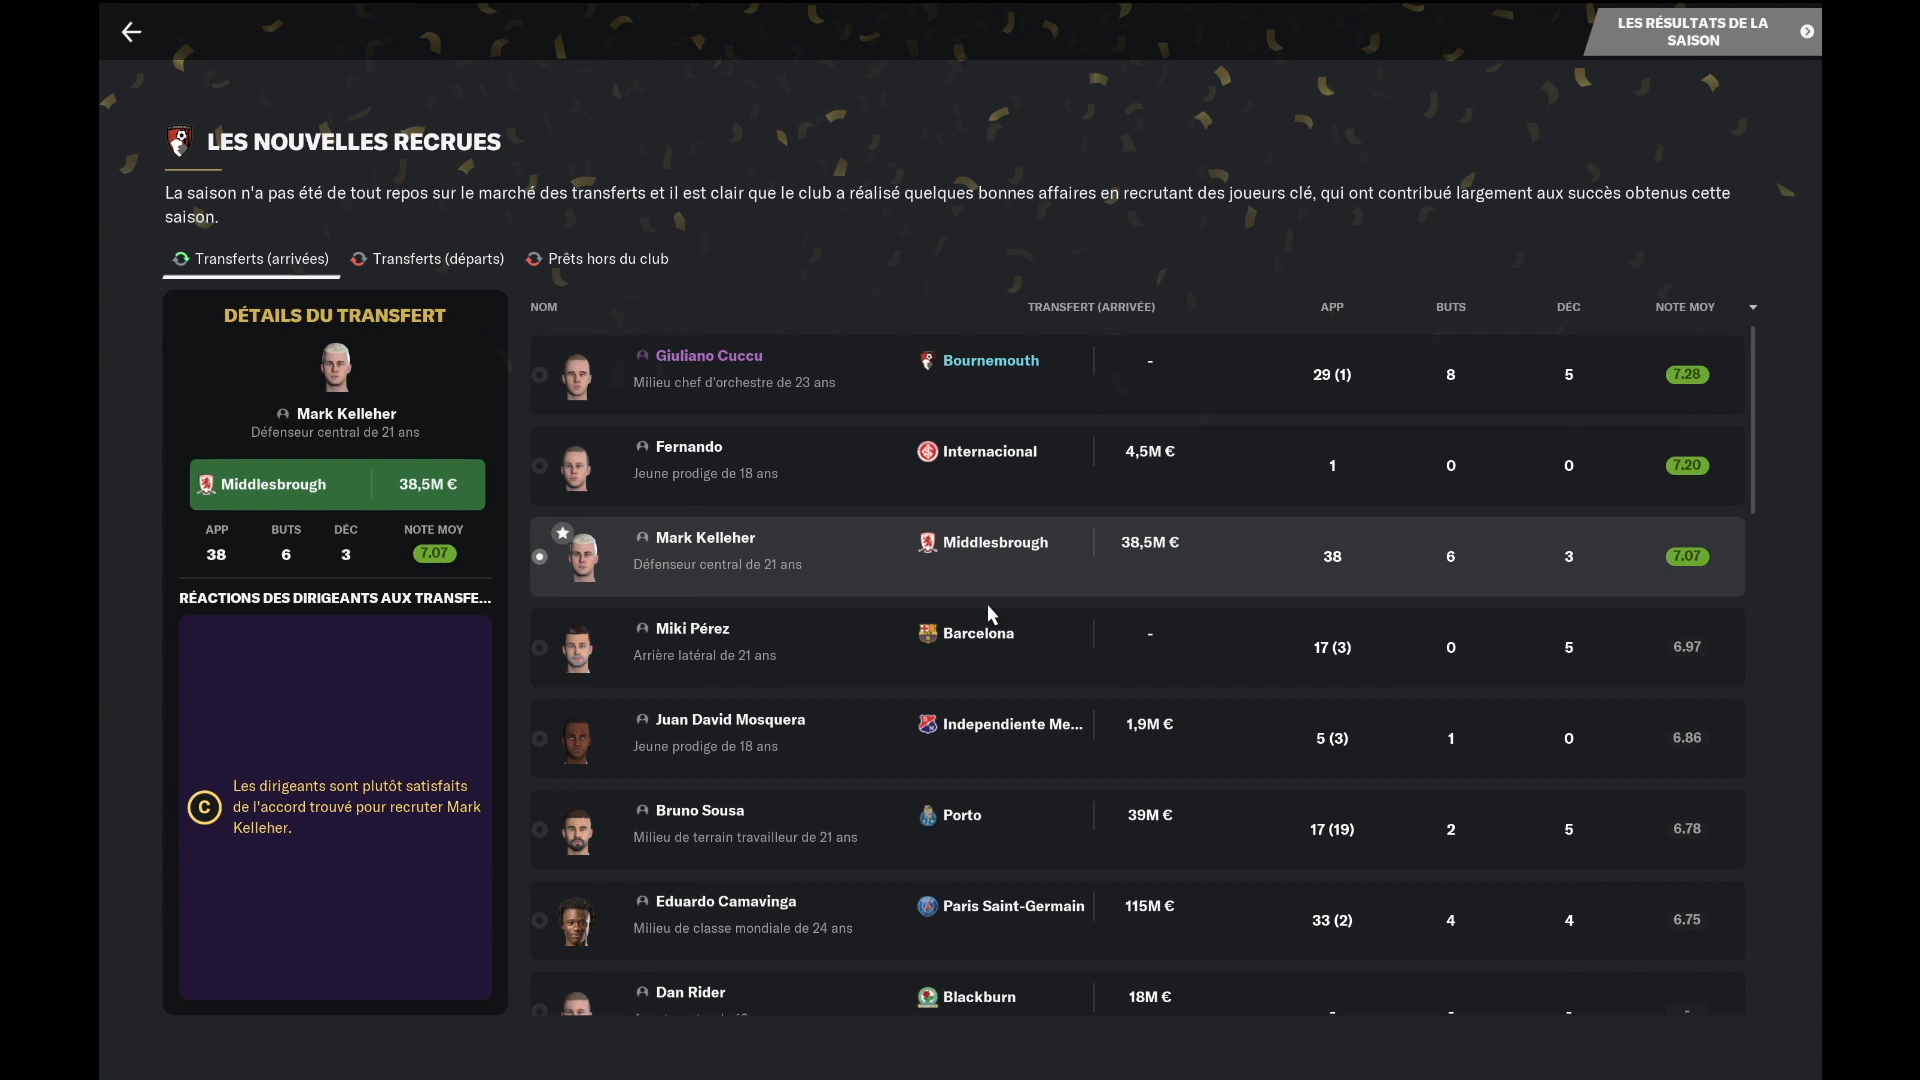 LES RÉSULTATS DE LA
SAISON
LES NOUVELLES RECRUES
La saison n'a pas été de tout repos sur le marché des transferts et il est clair que le club a réalisé quelques bonnes affaires en recrutant des joueurs clé, qui ont contribué largement aux succès obtenus cette
saison.
Transferts (arrivées) Transferts (départs) Prêts hors du club
DÉTAILS DU TRANSFERT
Mark Kelleher
Défenseur central de 21 ans
Middlesbrough 38,5M €
APP BUTS DÉC NOTE MOY
38 6 3 7.07
RÉACTIONS DES DIRIGEANTS AUX TRANSFE...
C
Les dirigeants sont plutôt satisfaits
de l'accord trouvé pour recruter Mark
Kelleher.
NOM TRANSFERT (ARRIVÉE) APP BUTS DÉC NOTE MOY
Giuliano Cuccu Bournemouth -
Milieu chef d'orchestre de 23 ans
29 (1) 8 5 7.28
Fernando Internacional 4,5M €
Jeune prodige de 18 ans
1 0 0 7.20
Mark Kelleher Middlesbrough 38,5M €
Défenseur central de 21 ans
38 6 3 7.07
Miki Pérez Barcelona -
Arrière latéral de 21 ans
17 (3) 0 5 6.97
Juan David Mosquera Independiente Me... 1,9M €
Jeune prodige de 18 ans
5 (3) 1 0 6.86
Bruno Sousa Porto 39M €
Milieu de terrain travailleur de 21 ans
17 (19) 2 5 6.78
Eduardo Camavinga Paris Saint-Germain 115M €
Milieu de classe mondiale de 24 ans
33 (2) 4 4 6.75
Dan Rider Blackburn 18M €
- - - -